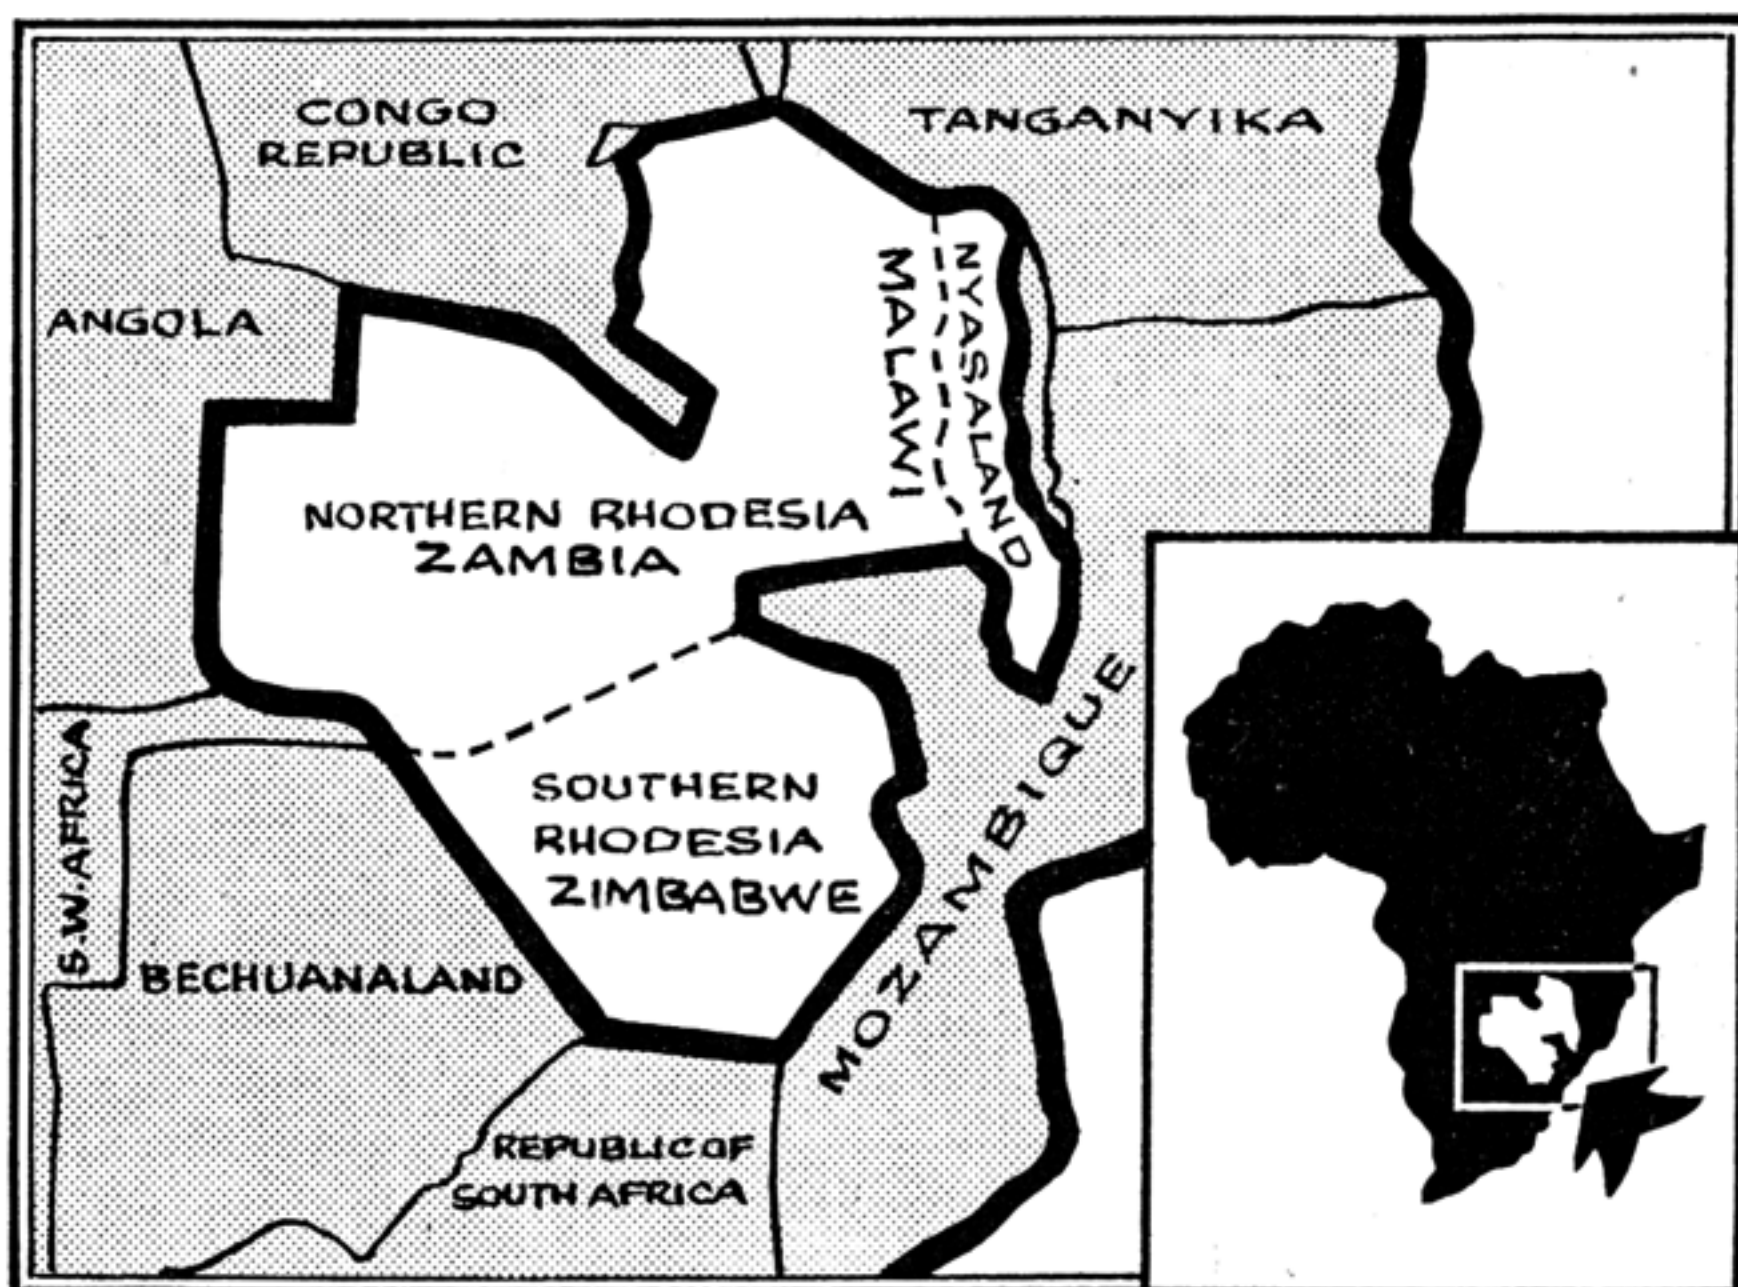 CONGO
REPUBLIC
TANGANYIKA
ANGOLA
MALAWI
NYASALAND
NORTHERN RHODESIA
ZAMBIA
SOUTHERN
RHODESIA
ZIMBABWE
MOZAMBIQUE
S.W. AFRICA
BECHUANALAND
REPUBLIC OF
SOUTH AFRICA